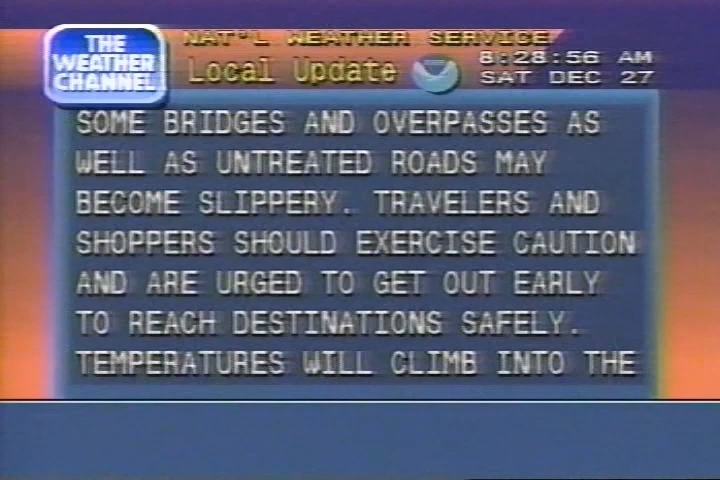 THE
WEATHER
CHANNEL
NAT'L WEATHER SERVICE
Local Update
8:28:56 AM
SAT DEC 27
SOME BRIDGES AND OVERPASSES AS
WELL AS UNTREATED ROADS MAY
BECOME SLIPPERY. TRAVELERS AND
SHOPPERS SHOULD EXERCISE CAUTION
AND ARE URGED TO GET OUT EARLY
TO REACH DESTINATIONS SAFELY.
TEMPERATURES WILL CLIMB INTO THE